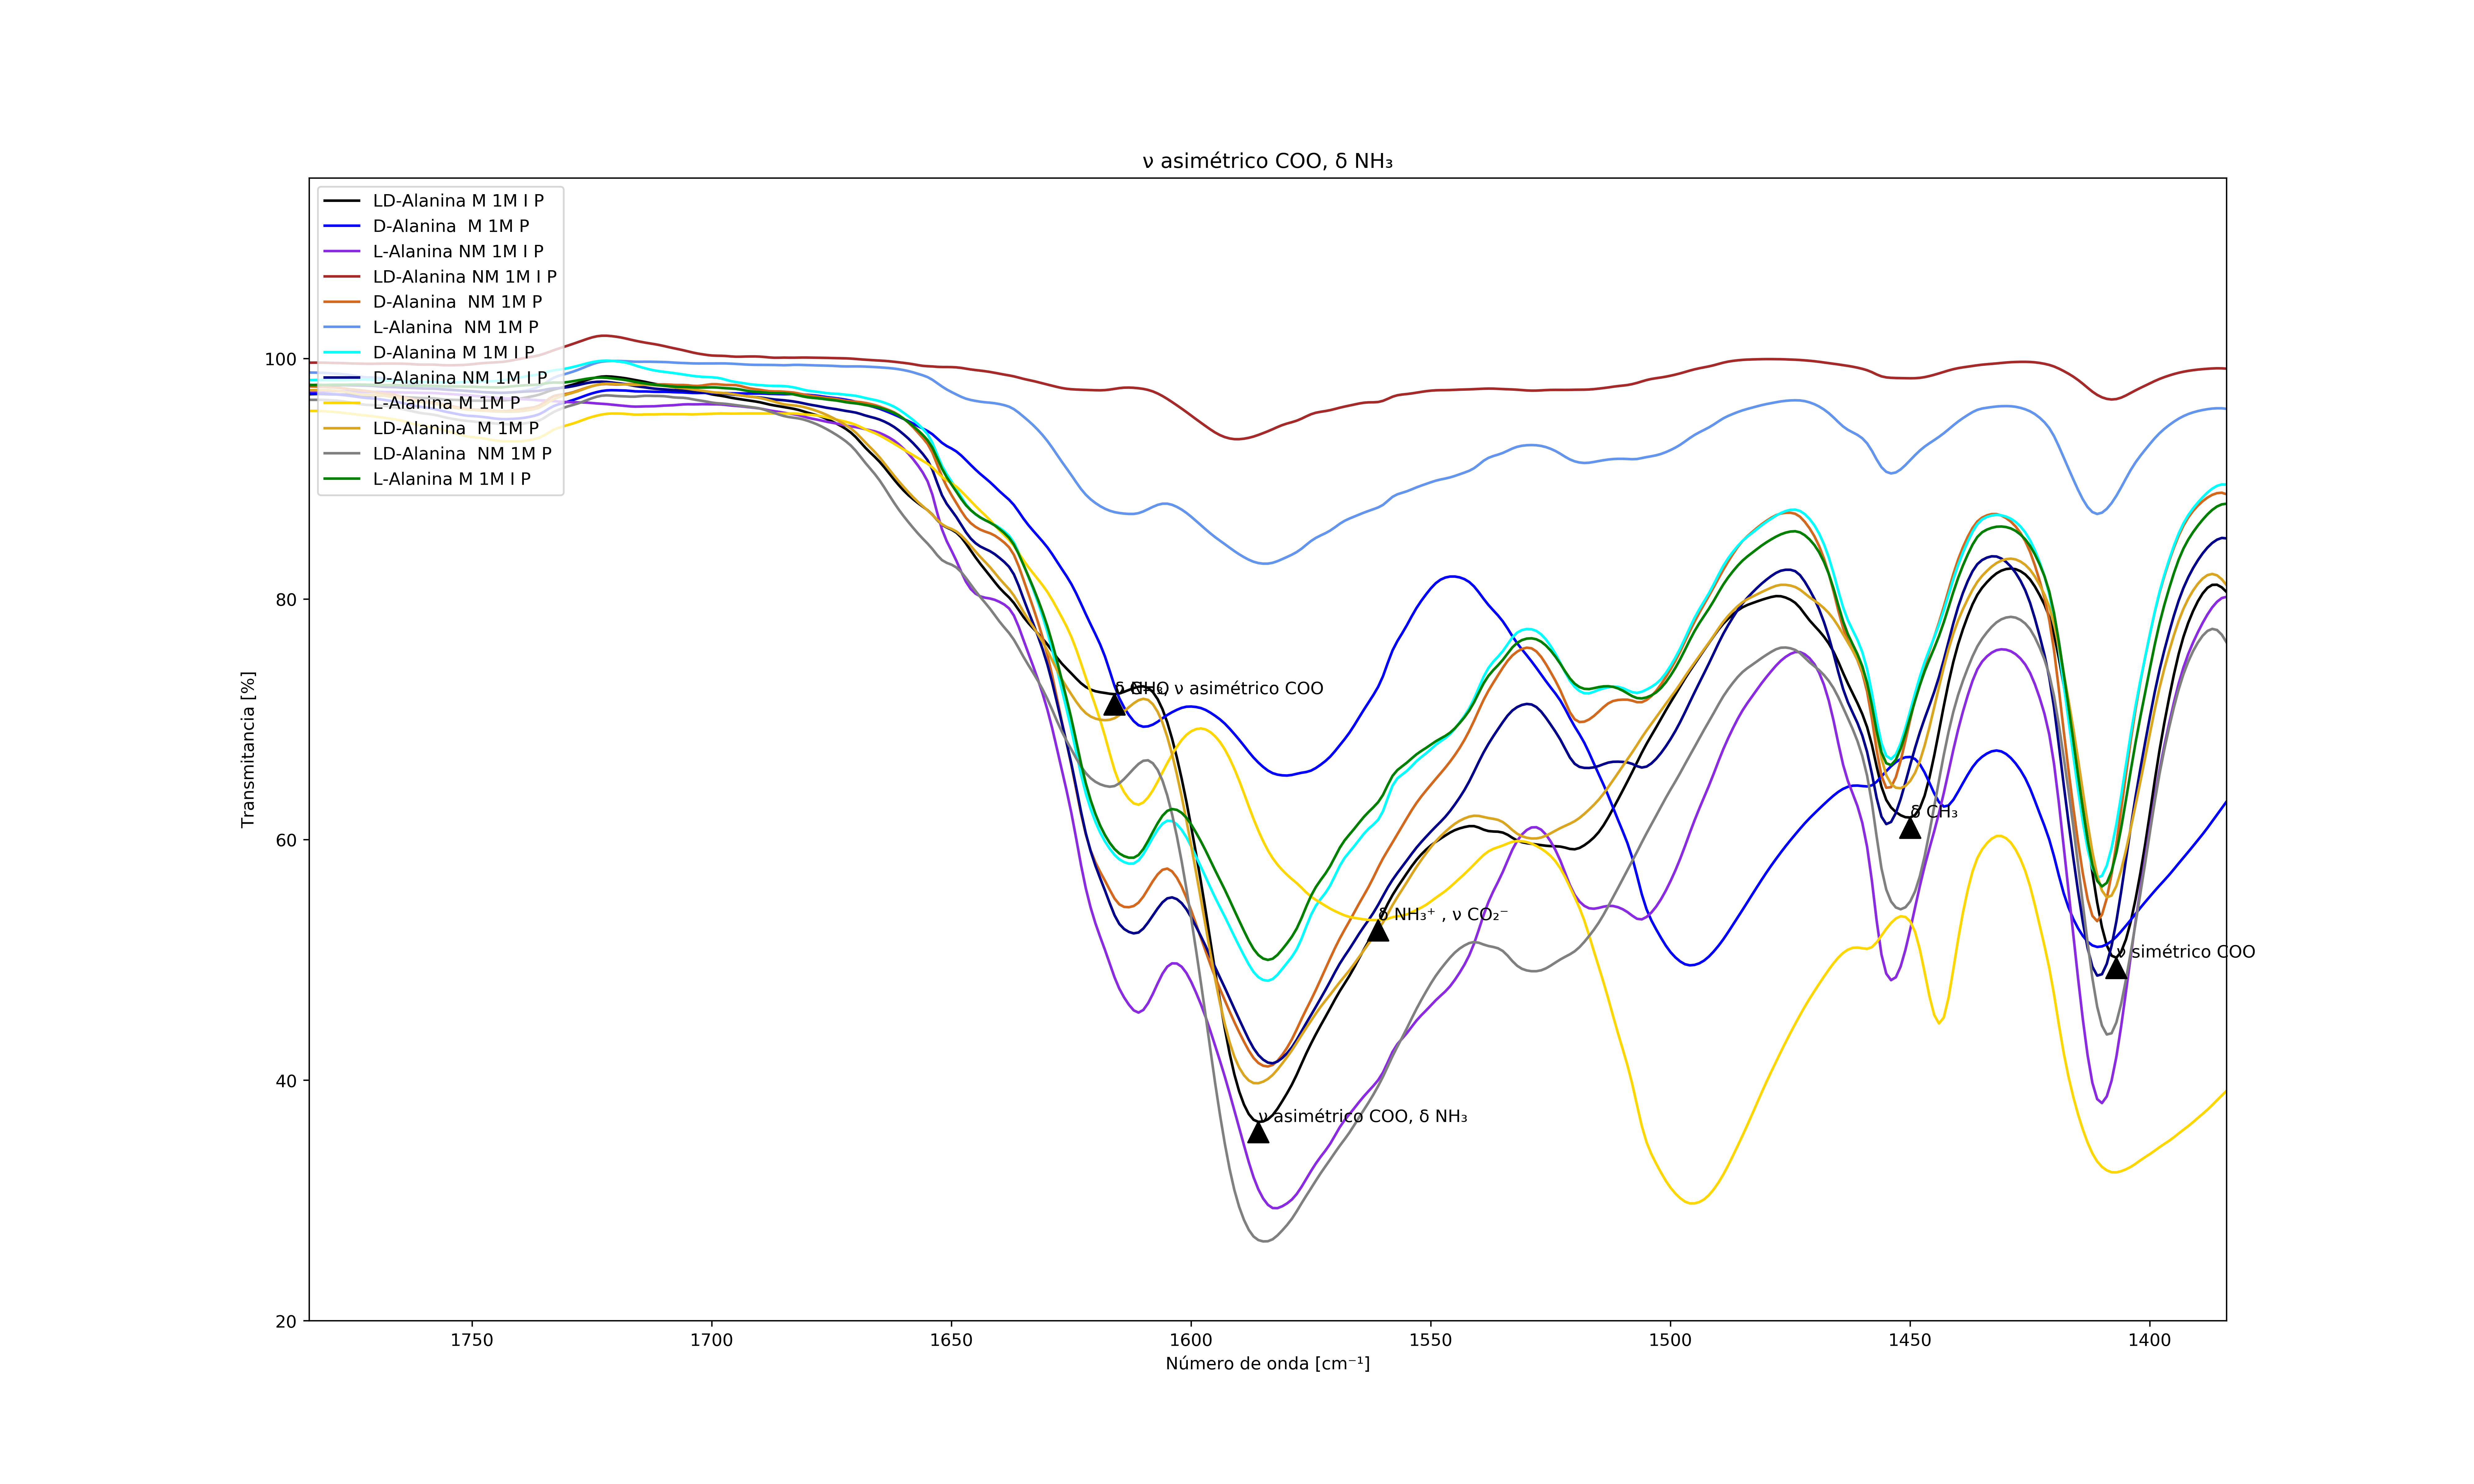 ν asimétrico COO, δ NH₃
LD-Alanina M 1M I P
D-Alanina  M 1M P
L-Alanina NM 1M I P
LD-Alanina NM 1M I P
D-Alanina  NM 1M P
L-Alanina  NM 1M P
D-Alanina M 1M I P
D-Alanina NM 1M I P
L-Alanina M 1M P
LD-Alanina  M 1M P
LD-Alanina  NM 1M P
L-Alanina M 1M I P
Transmitancia [%]
100
80
60
40
20
ν asimétrico COO
δ CH₃
δ NH₃⁺ , ν CO₂⁻
ν simétrico COO
ν asimétrico COO, δ NH₃
1750
1700
1650
1600
1550
1500
1450
1400
Número de onda [cm⁻¹]